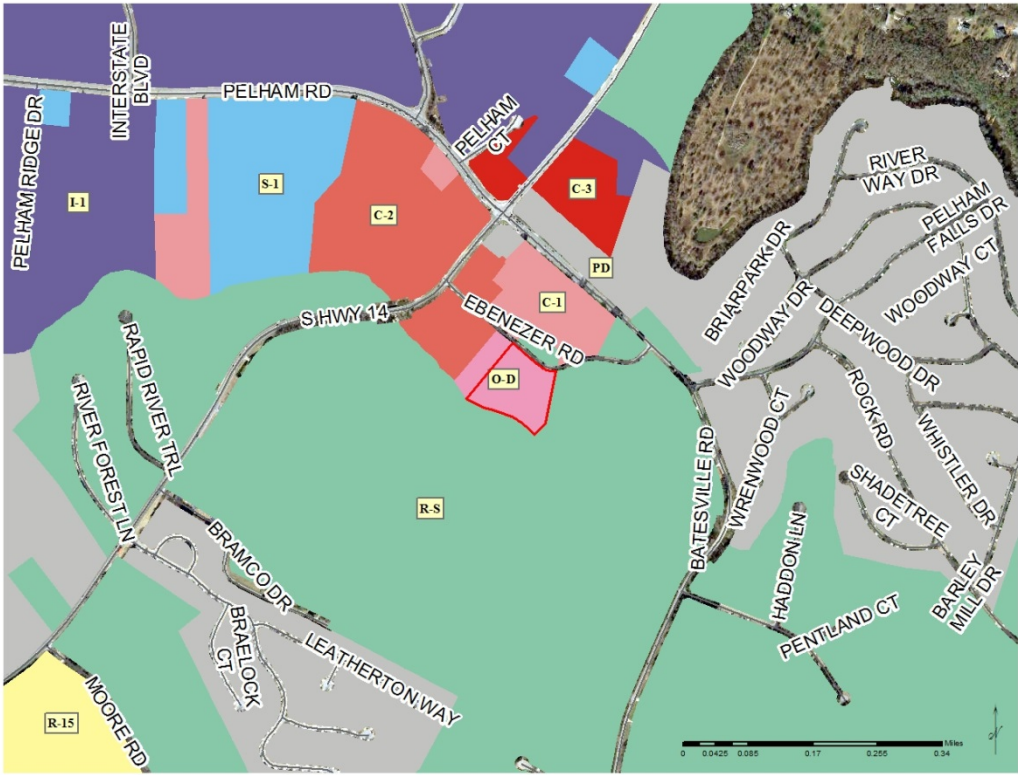 INTERSTATE
BLVD
PELHAM RD
PELHAM RIDGE DR
PELHAM
CT
RIVER
WAY DR
I-1
S-1
C-2
C-3
PELHAM
FALLS DR
WOODWAY CT
BRIARPARK DR
PD
C-1
WOODWAY DR
DEEPWOOD DR
S HWY 14
EBENEZER RD
RAPID RIVER TRL
O-D
RIVER FOREST LN
WRENWOOD CT
ROCK RD
WHISTLER DR
BATESVILLE RD
SHADETREE
CT
R-S
HADDON LN
BRAMCO DR
BARLEY
MILL DR
PENTLAND CT
BRAELOCK
CT
LEATHERTON WAY
MOORE RD
R-15
Miles
0 0.0425 0.085 0.17 0.255 0.34